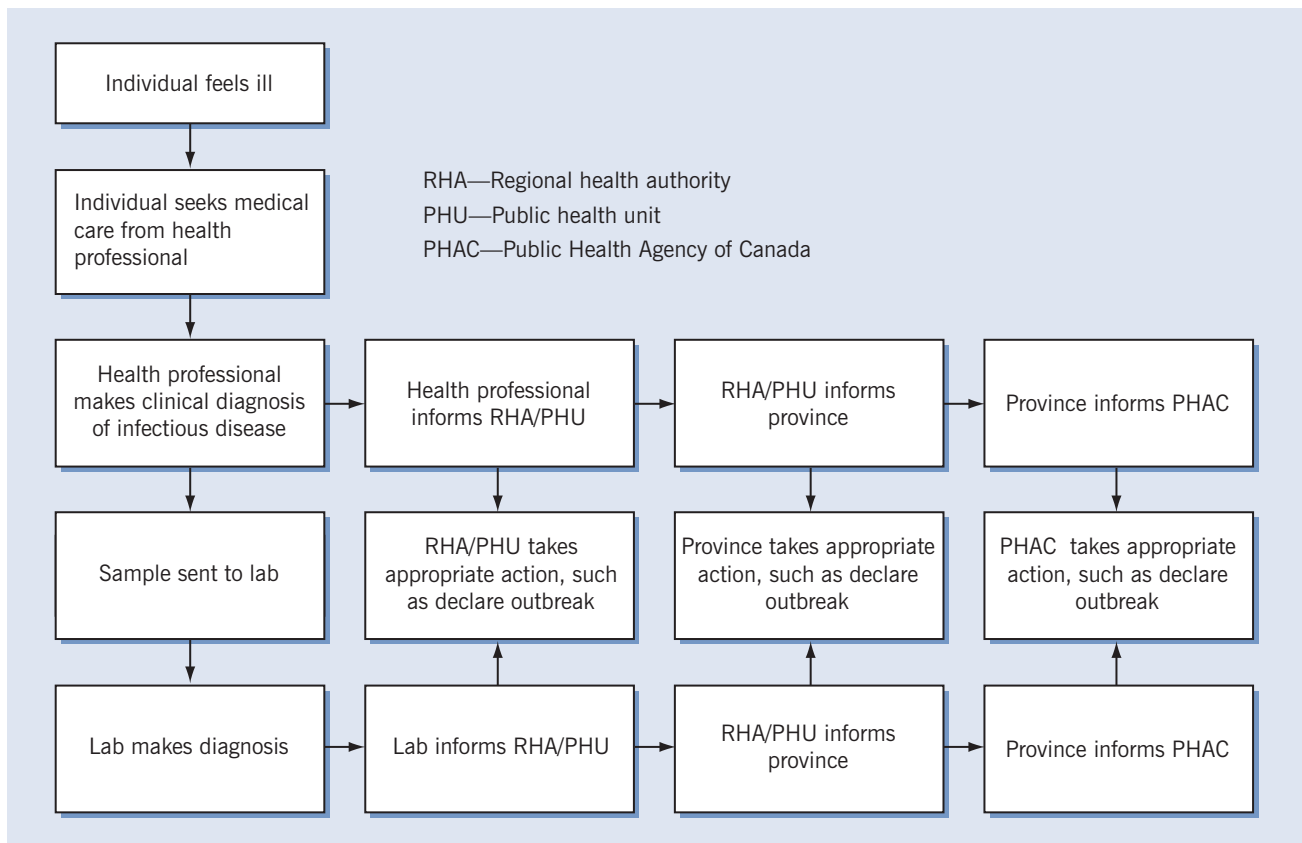 Individual feels ill
Individual seeks medical
care from health
professional
RHA—Regional health authority
PHU—Public health unit
PHAC—Public Health Agency of Canada
Health professional
makes clinical diagnosis
of infectious disease
Health professional
informs RHA/PHU
RHA/PHU informs
province
Province informs PHAC
Sample sent to lab
RHA/PHU takes
appropriate action, such
as declare outbreak
Province takes appropriate
action, such as declare
outbreak
PHAC takes appropriate
action, such as declare
outbreak
Lab makes diagnosis
Lab informs RHA/PHU
RHA/PHU informs
province
Province informs PHAC